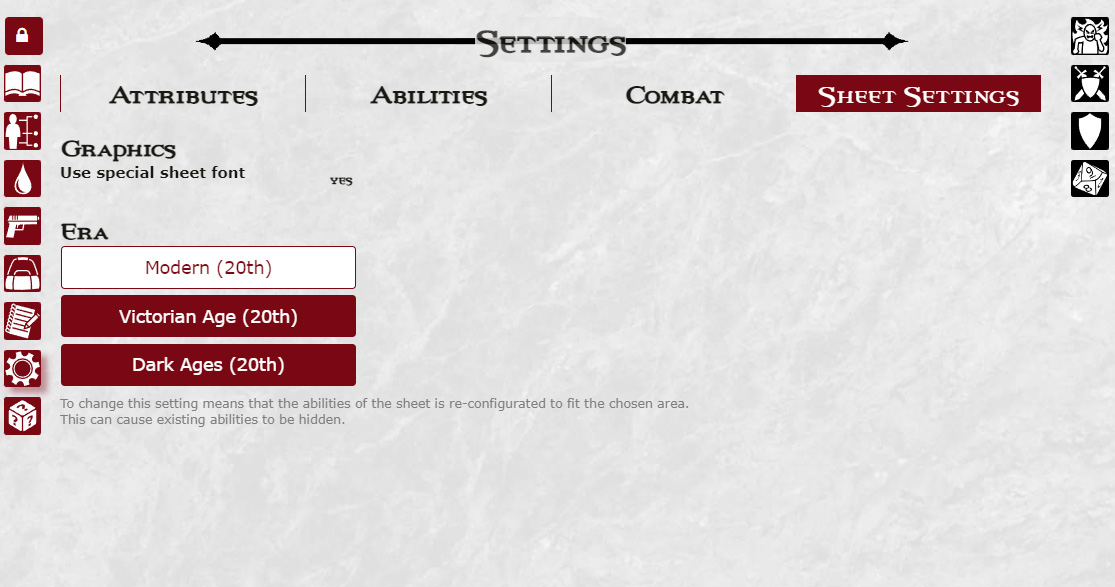 Settings
Attributes
Abilities
Combat
Sheet Settings
Graphics
Use special sheet font
YES
Era
Modern (20th)
Victorian Age (20th)
Dark Ages (20th)
To change this setting means that the abilities of the sheet is re-configurated to fit the chosen area.
This can cause existing abilities to be hidden.